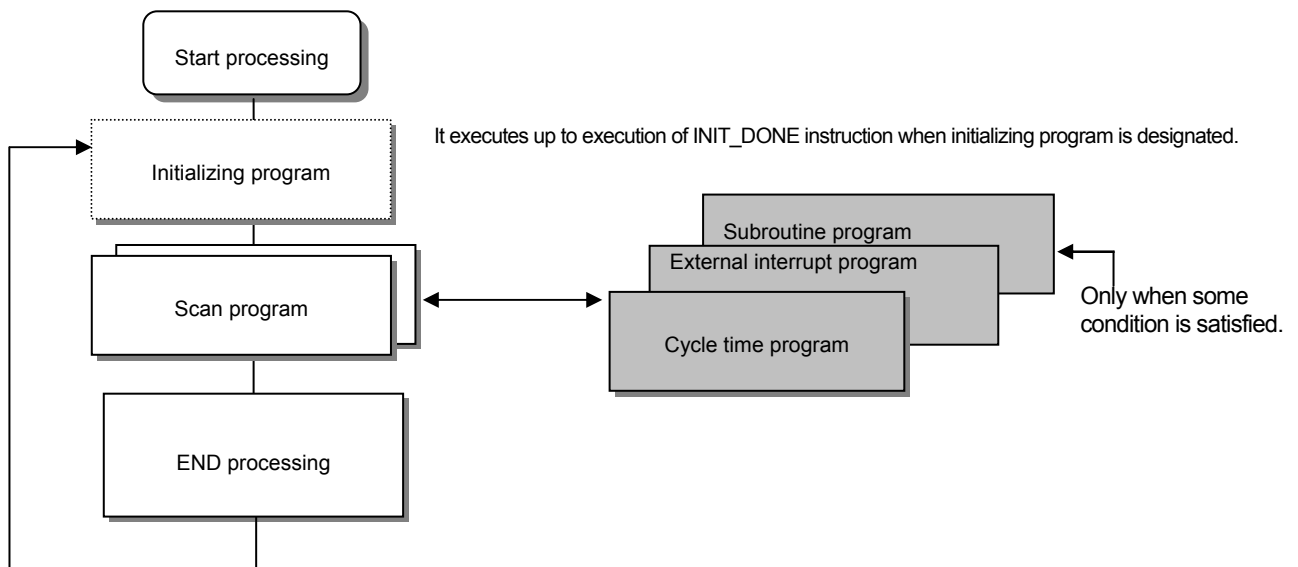 Start processing
It executes up to execution of INIT_DONE instruction when initializing program is designated.
Initializing program
Subroutine program
External interrupt program
Scan program
Cycle time program
Only when some
condition is satisfied.
END processing